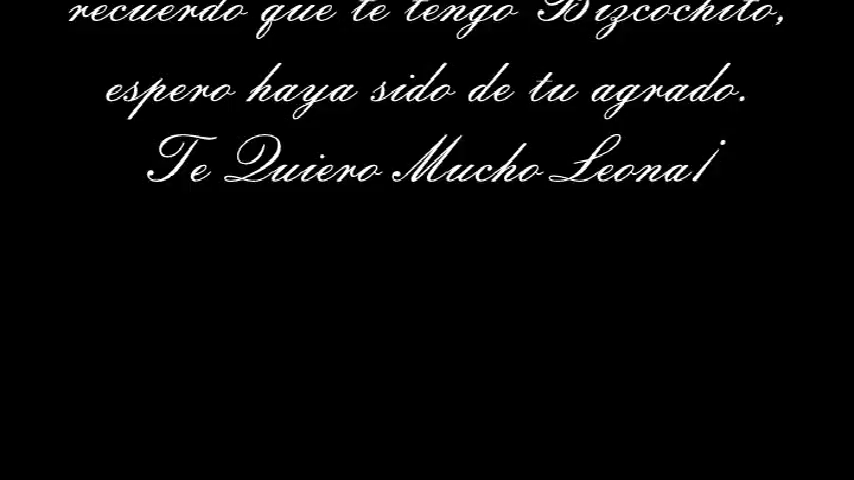 recuerdo que te tengo Bizcochito,
espero haya sido de tu agrado.
Te Quiero Mucho Leona¡